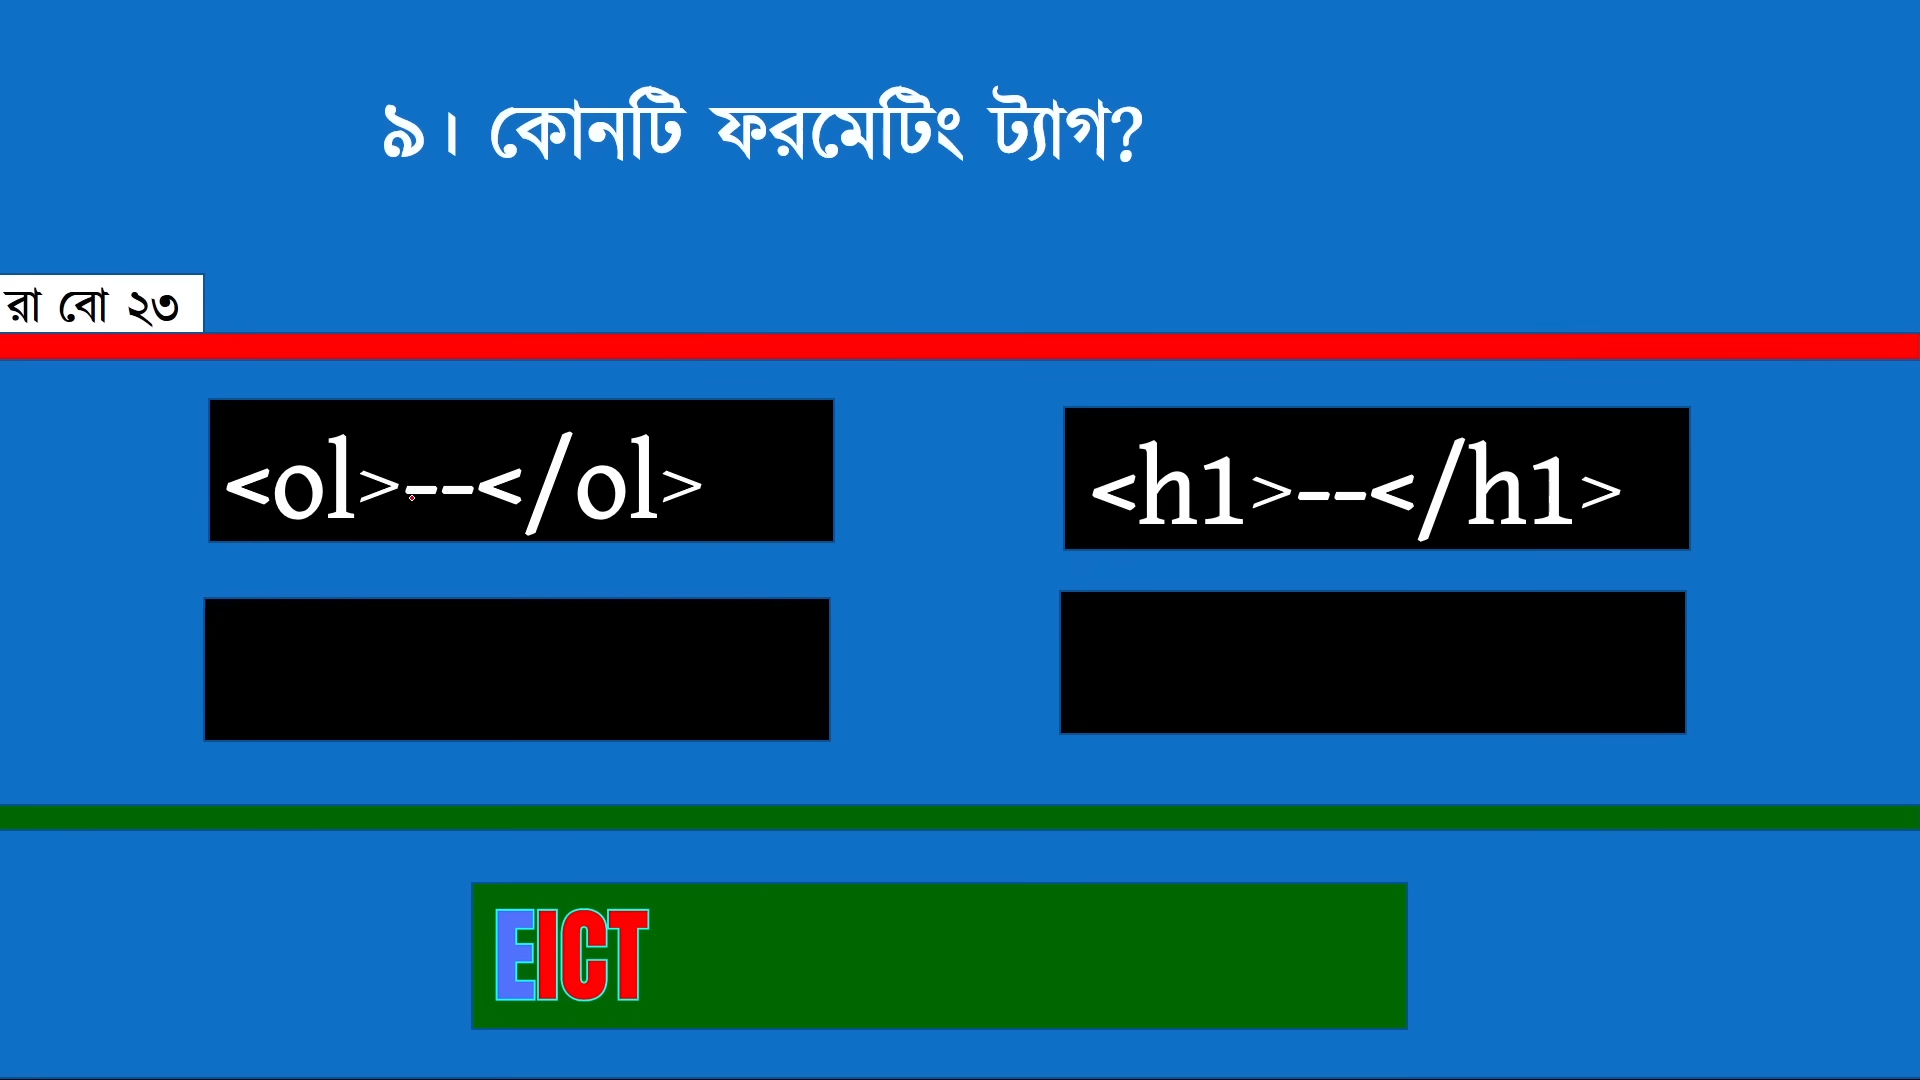 ৯। কোনটি ফরমেটিং ট্যাগ?
রা বো ২৩
<ol>--</ol>
<h1>--</h1>
EICT